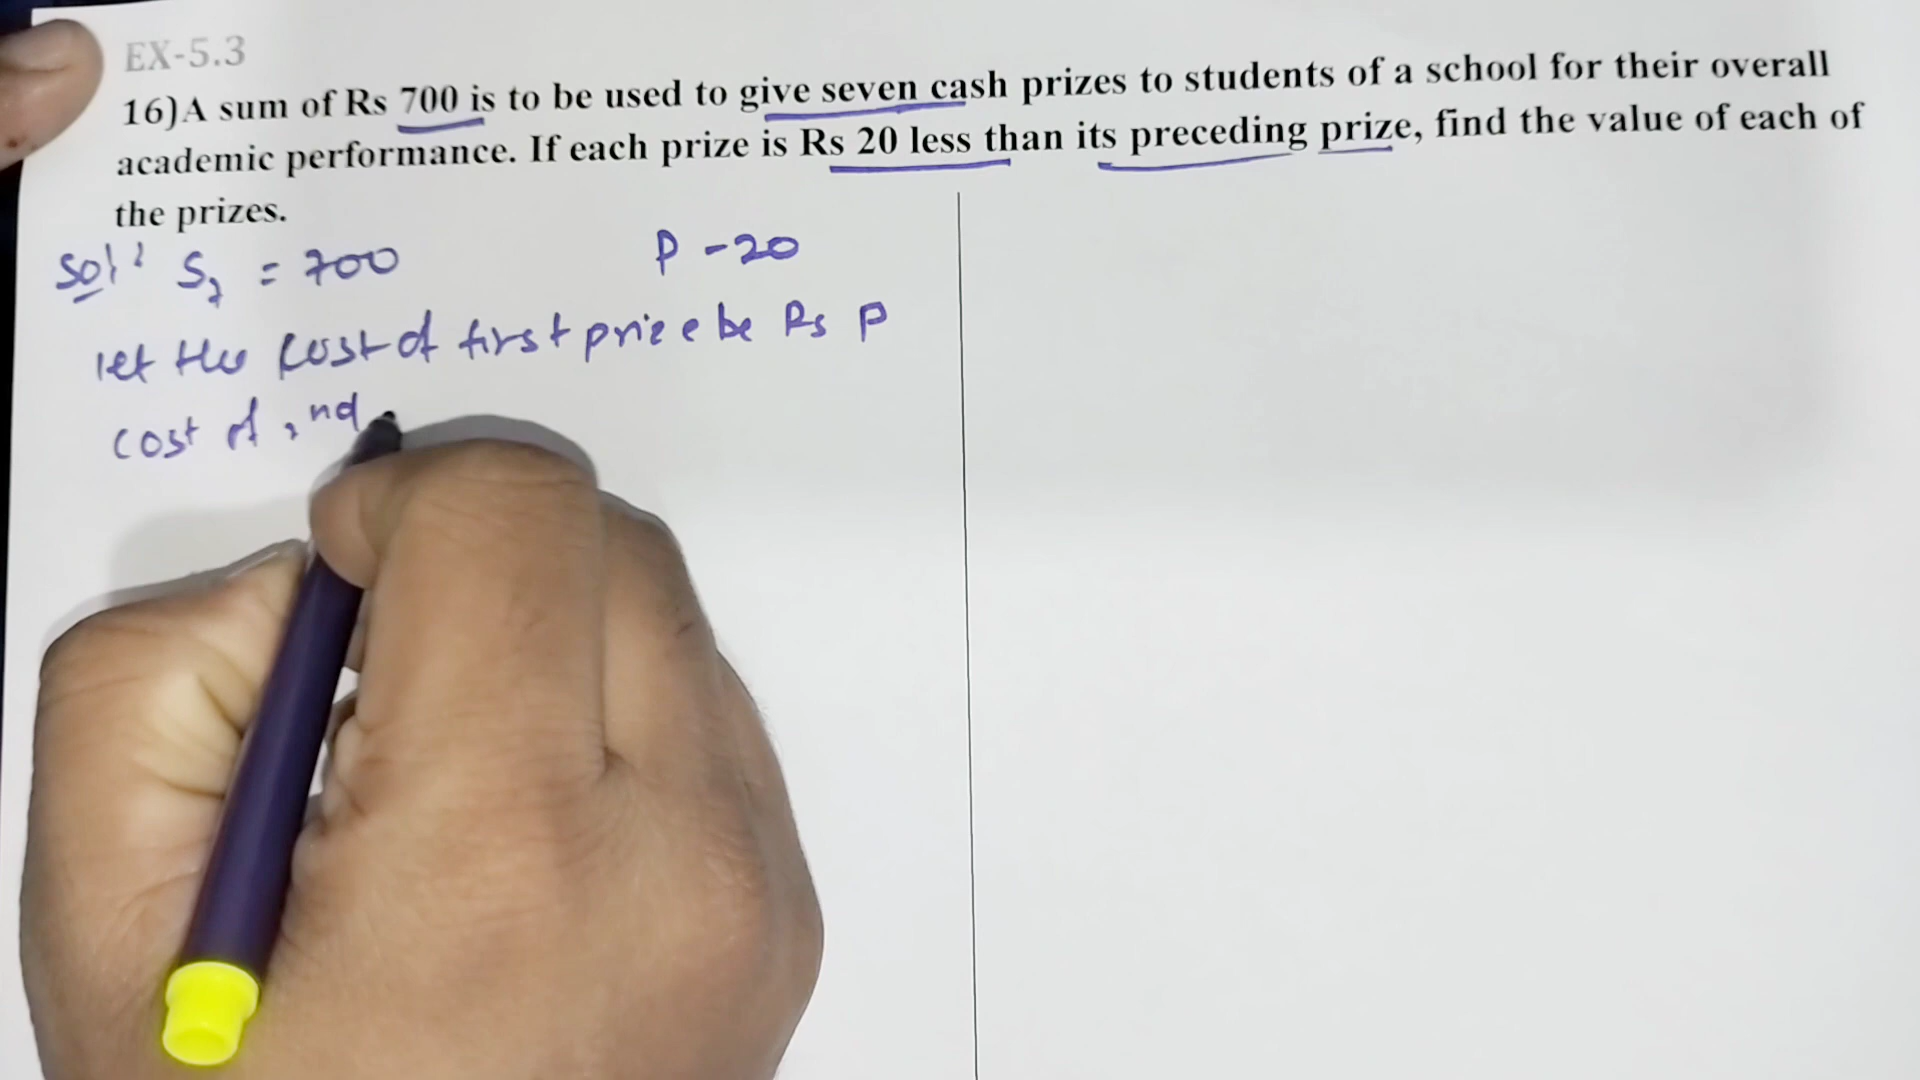 EX-5.3
16)A sum of Rs 700 is to be used to give seven cash prizes to students of a school for their overall
academic performance. If each prize is Rs 20 less than its preceding prize, find the value of each of
the prizes.
Sol: S7 = 700 P -20
let the cost of first prize be Rs P
cost of 2nd